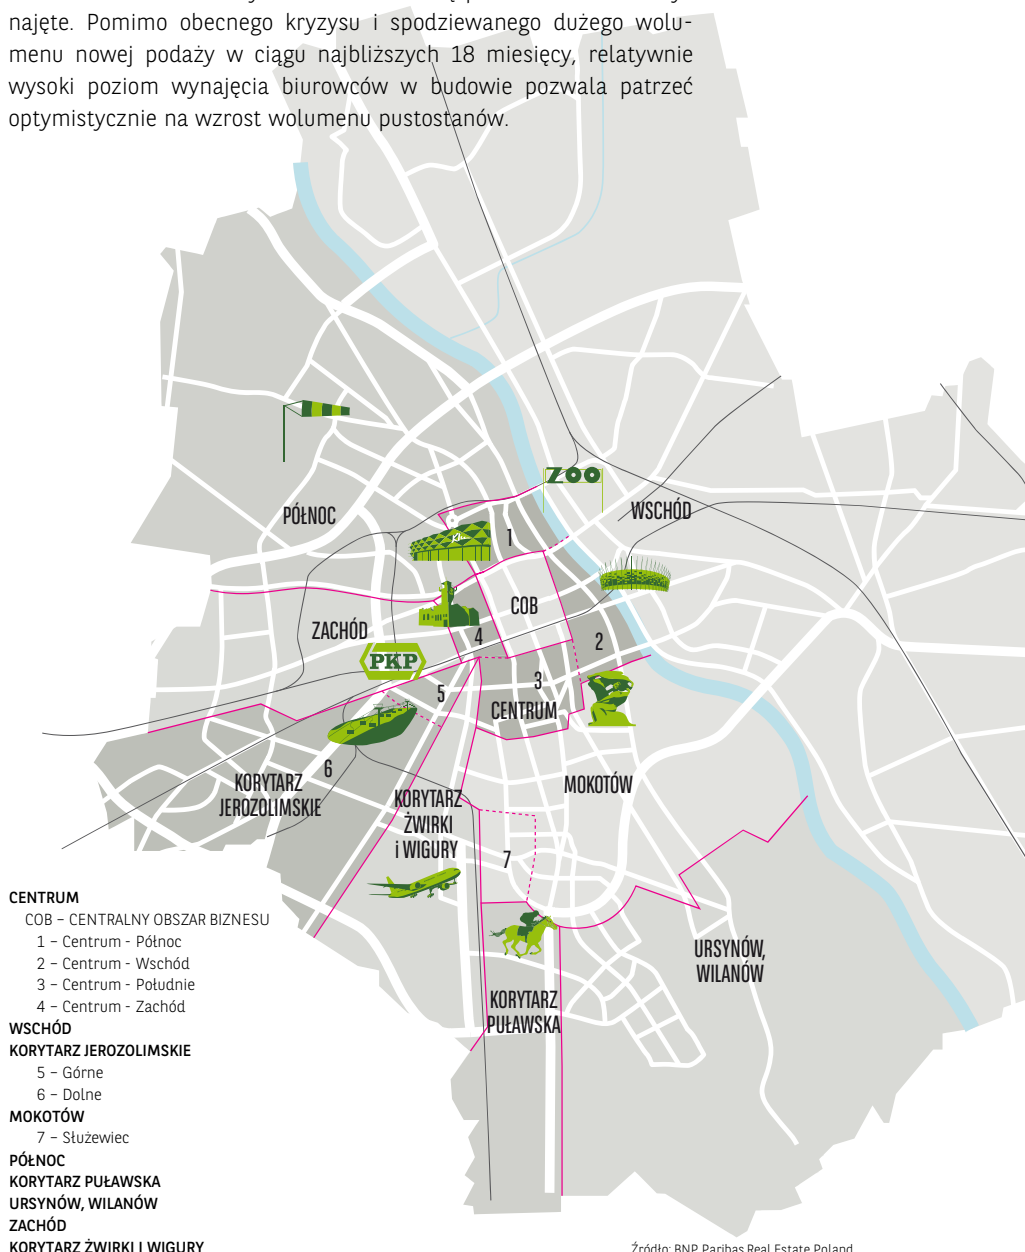 najęte. Pomimo obecnego kryzysu i spodziewanego dużego wolu-
menu nowej podaży w ciągu najbliższych 18 miesięcy, relatywnie
wysoki poziom wynajęcia biurowców w budowie pozwala patrzeć
optymistycznie na wzrost wolumenu pustostanów.
ZOO
PÓŁNOC
WSCHÓD
1
COB
ZACHÓD
4
2
PKP
5
3
CENTRUM
6
KORYTARZ
JEROZOLIMSKIE
MOKOTÓW
KORYTARZ
ŻWIRKI
i WIGURY
7
URSYNÓW,
WILANÓW
KORYTARZ
PUŁAWSKA
CENTRUM
COB – CENTRALNY OBSZAR BIZNESU
1 – Centrum - Północ
2 – Centrum - Wschód
3 – Centrum - Południe
4 – Centrum - Zachód
WSCHÓD
KORYTARZ JEROZOLIMSKIE
5 – Górne
6 – Dolne
MOKOTÓW
7 – Służewiec
PÓŁNOC
KORYTARZ PUŁAWSKA
URSYNÓW, WILANÓW
ZACHÓD
KORYTARZ ŻWIRKI I WIGURY
Źródło: BNP Paribas Real Estate Poland